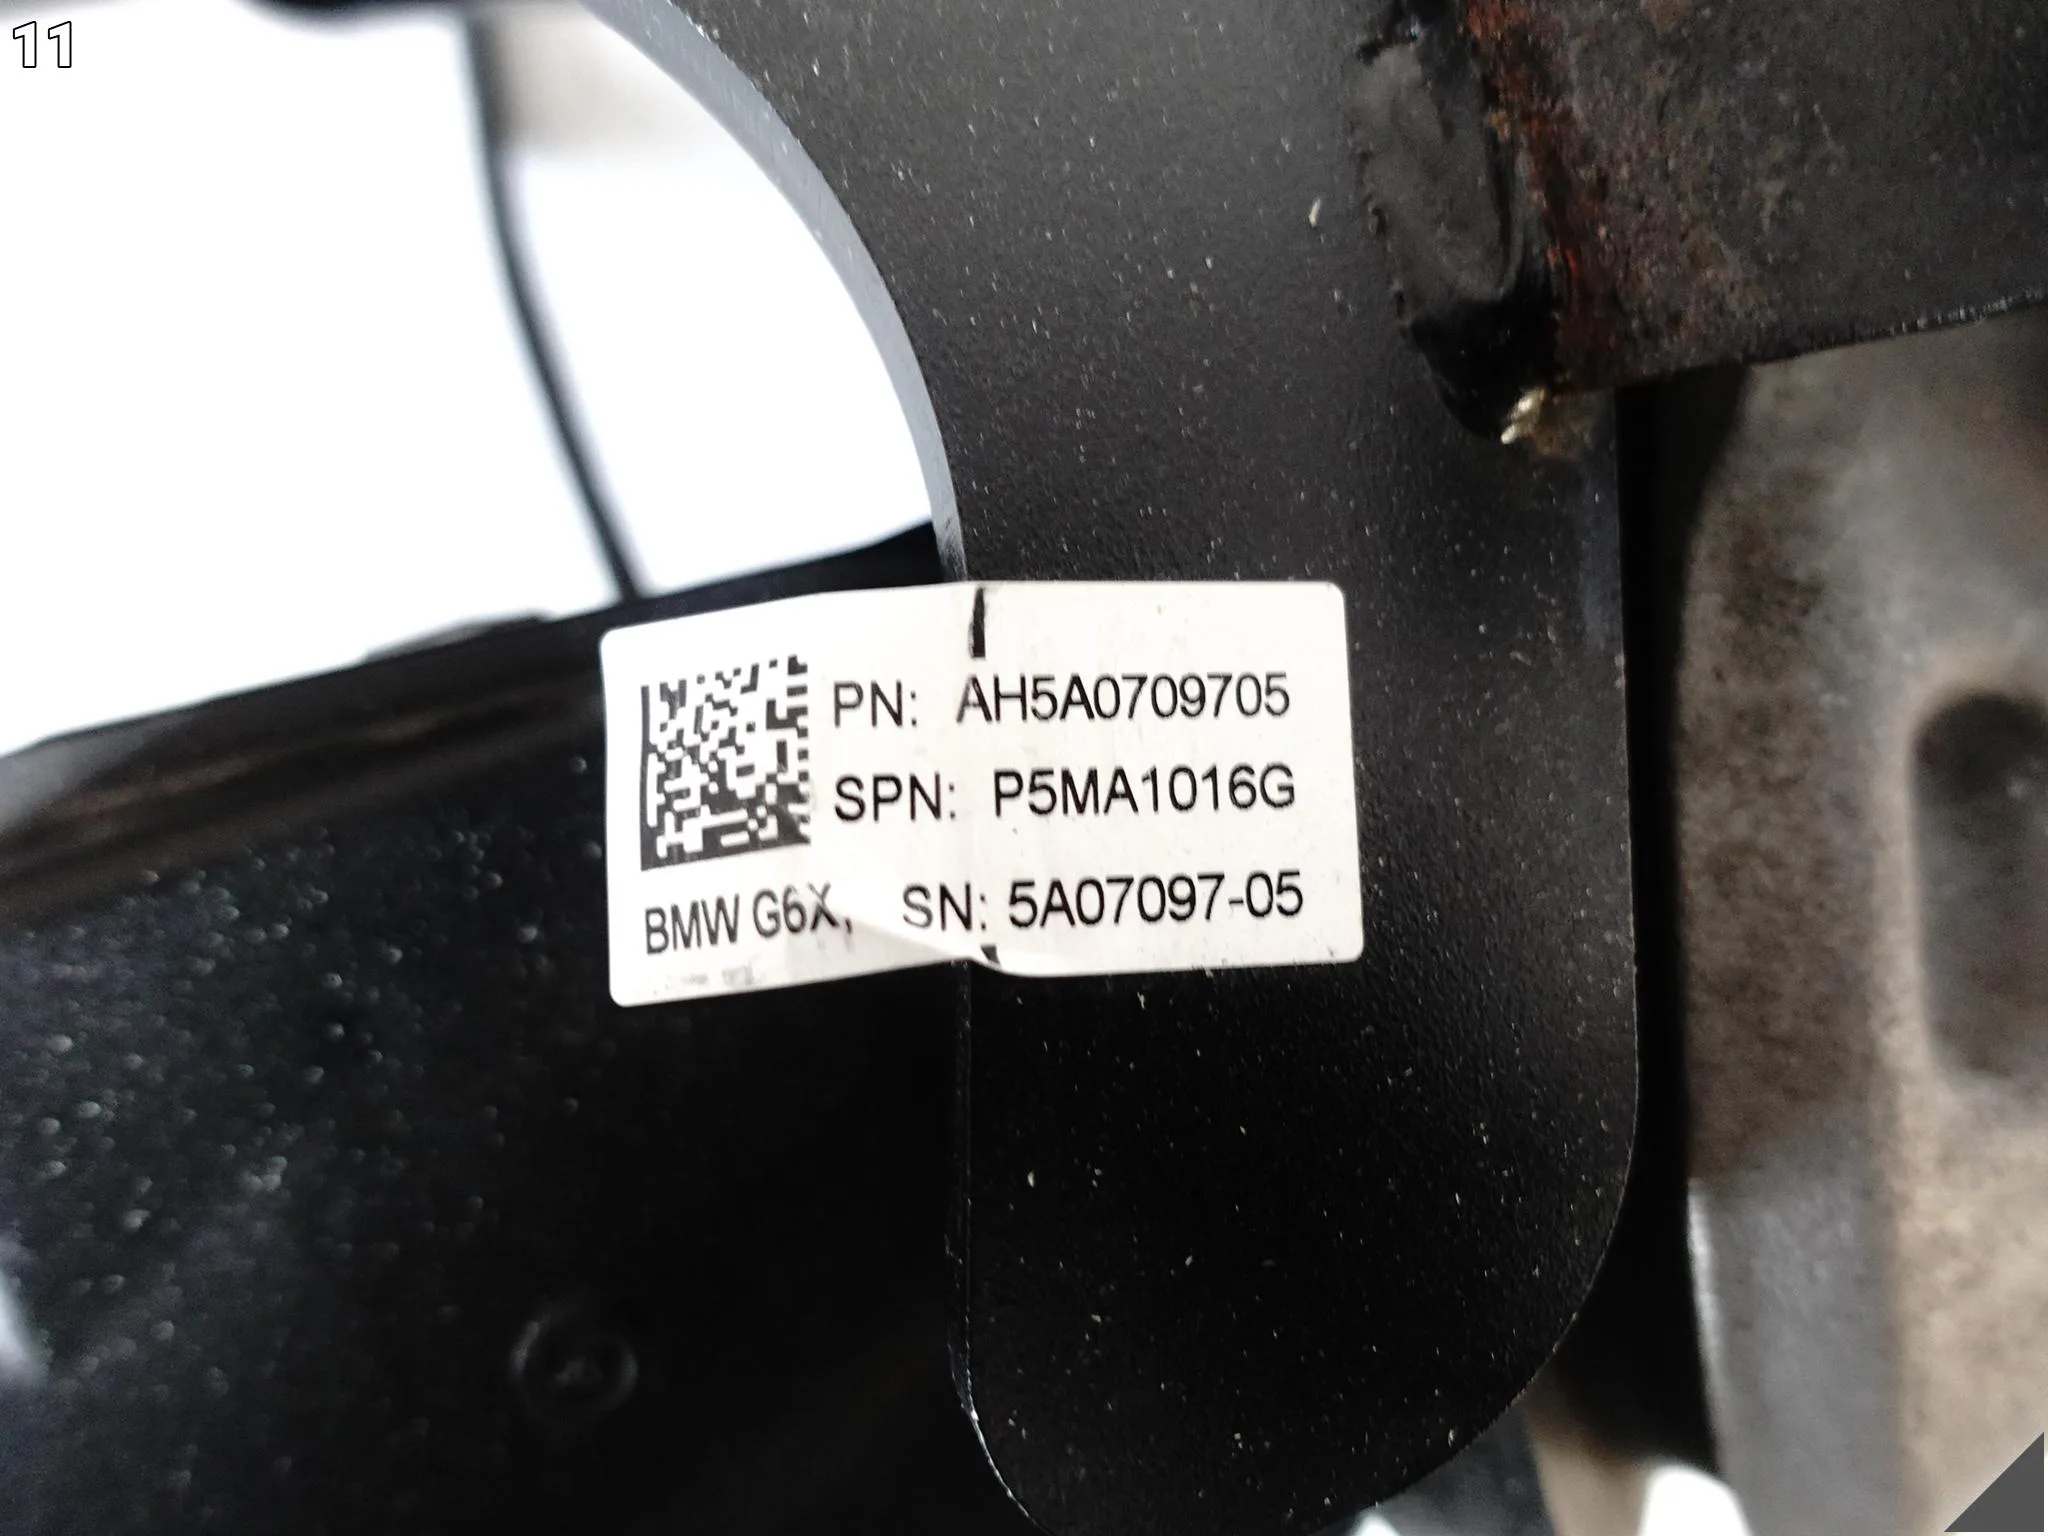 11
PN: AH5A0709705
SPN: P5MA1016G
BMW G6X, SN: 5A07097-05